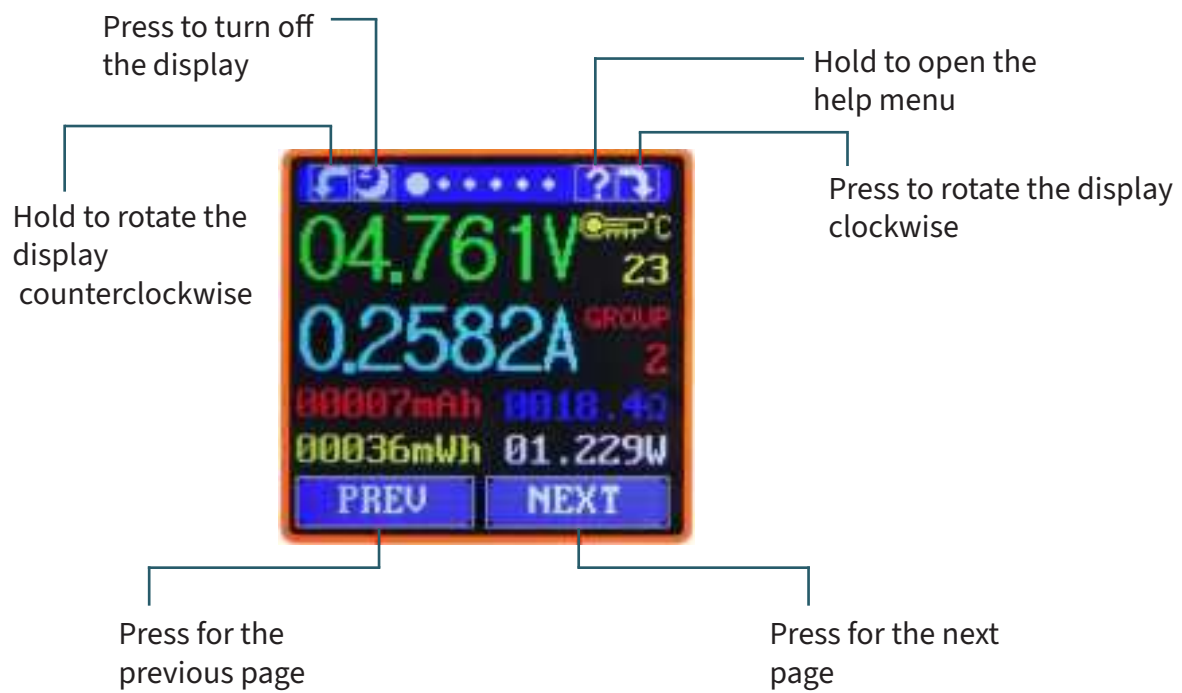 Press to turn off
the display
Hold to open the
help menu
Hold to rotate the
display
counterclockwise
Press to rotate the display
clockwise
?
04.761V
°C
23
0.2582A
GROUP
2
00007mAh 0018.4Ω
00036mWh 01.229W
PREV NEXT
Press for the
previous page
Press for the next
page